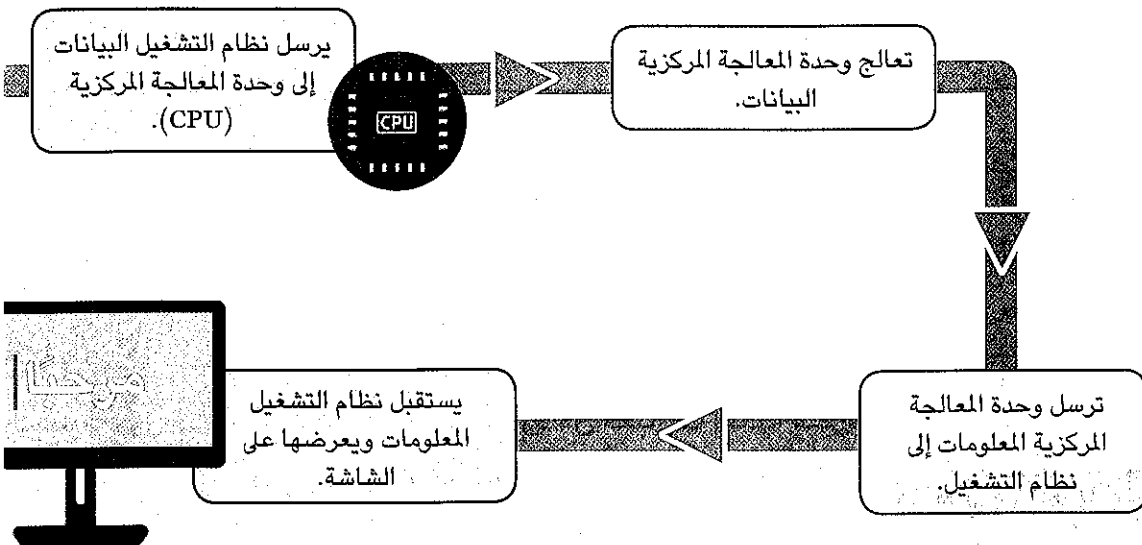 يرسل نظام التشغيل البيانات
إلى وحدة المعالجة المركزية
(CPU).
CPU
تعالج وحدة المعالجة المركزية
البيانات.
ترسل وحدة المعالجة
المركزية المعلومات إلى
نظام التشغيل.
يستقبل نظام التشغيل
المعلومات ويعرضها على
الشاشة.
مرحبًا